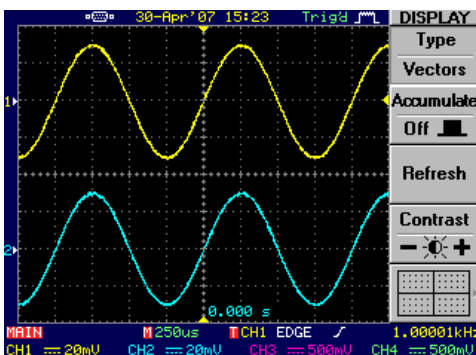 30-Apr'07 15:23 Trig'd DISPLAY
Type
Vectors
1 Accumulate
Off
Refresh
Contrast
2 - +
0.000 s
MAIN M 250us T CH1 EDGE 1.00001kHz
CH1 20mV CH2 20mV CH3 500mV CH4 500mV